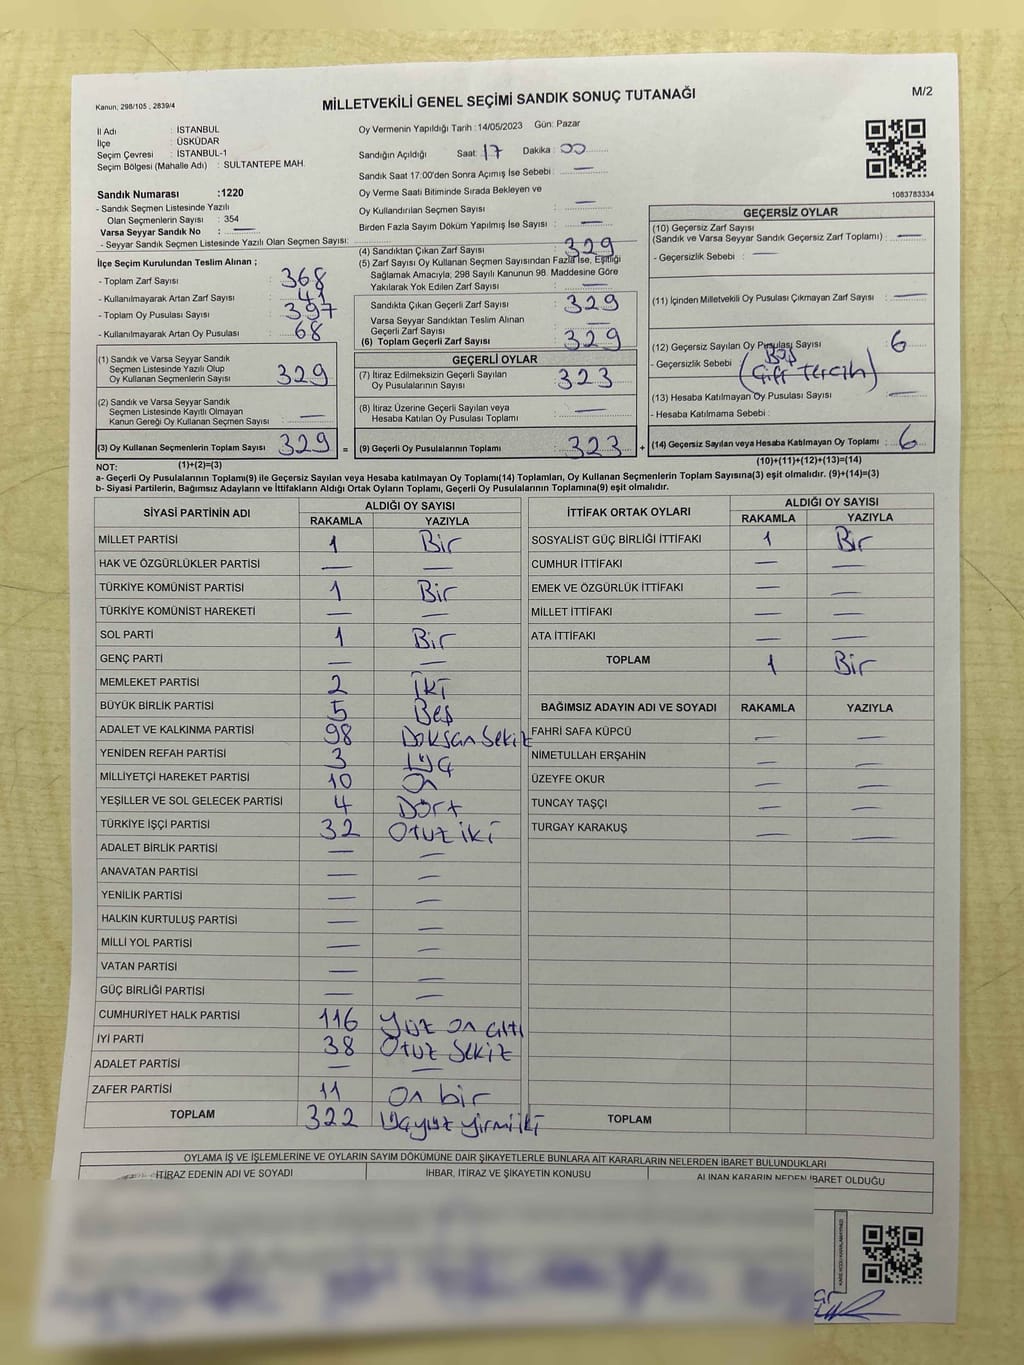 Kanun, 298/105 , 2839/4
MİLLETVEKİLİ GENEL SEÇİMİ SANDIK SONUÇ TUTANAĞI
M/2
İl Adı : İSTANBUL
İlçe : ÜSKÜDAR
Seçim Çevresi : İSTANBUL-1
Seçim Bölgesi (Mahalle Adı) : SULTANTEPE MAH.
Sandık Numarası :1220
- Sandık Seçmen Listesinde Yazılı
Olan Seçmenlerin Sayısı : 354
Varsa Seyyar Sandık No : —
- Seyyar Sandık Seçmen Listesinde Yazılı Olan Seçmen Sayısı:
İlçe Seçim Kurulundan Teslim Alınan ;
- Toplam Zarf Sayısı : 368
- Kullanılmayarak Artan Zarf Sayısı : 41
- Toplam Oy Pusulası Sayısı : 397
- Kullanılmayarak Artan Oy Pusulası : 68
(1) Sandık ve Varsa Seyyar Sandık
Seçmen Listesinde Yazılı Olup
Oy Kullanan Seçmenlerin Sayısı : 329
(2) Sandık ve Varsa Seyyar Sandık
Seçmen Listesinde Kayıtlı Olmayan
Kanun Gereği Oy Kullanan Seçmen Sayısı : —
(3) Oy Kullanan Seçmenlerin Toplam Sayısı : 329 =
Oy Vermenin Yapıldığı Tarih : 14/05/2023 Gün: Pazar
Sandığın Açıldığı Saat: 17 Dakika : 00
Sandık Saat 17:00'den Sonra Açımış İse Sebebi : —
Oy Verme Saati Bitiminde Sırada Bekleyen ve
Oy Kullandırılan Seçmen Sayısı : —
Birden Fazla Sayım Döküm Yapılmış İse Sayısı : —
(4) Sandıktan Çıkan Zarf Sayısı : 329
(5) Zarf Sayısı Oy Kullanan Seçmen Sayısından Fazla İse, Eşitliği
Sağlamak Amacıyla; 298 Sayılı Kanunun 98. Maddesine Göre
Yakılarak Yok Edilen Zarf Sayısı : —
Sandıkta Çıkan Geçerli Zarf Sayısı : 329
Varsa Seyyar Sandıktan Teslim Alınan
Geçerli Zarf Sayısı : —
(6) Toplam Geçerli Zarf Sayısı : 329
GEÇERLİ OYLAR
(7) İtiraz Edilmeksizin Geçerli Sayılan
Oy Pusulalarının Sayısı : 323
(8) İtiraz Üzerine Geçerli Sayılan veya
Hesaba Katılan Oy Pusulası Toplamı : —
(9) Geçerli Oy Pusulalarının Toplamı : 323 +
1083783334
GEÇERSİZ OYLAR
(10) Geçersiz Zarf Sayısı
(Sandık ve Varsa Seyyar Sandık Geçersiz Zarf Toplamı) : —
- Geçersizlik Sebebi : —
(11) İçinden Milletvekili Oy Pusulası Çıkmayan Zarf Sayısı : —
(12) Geçersiz Sayılan Oy Pusulası Sayısı : 6
- Geçersizlik Sebebi : Boş
(Çift Tercih)
(13) Hesaba Katılmayan Oy Pusulası Sayısı : —
- Hesaba Katılmama Sebebi :
(14) Geçersiz Sayılan veya Hesaba Katılmayan Oy Toplamı : 6
NOT: (1)+(2)=(3)
(10)+(11)+(12)+(13)=(14)
a- Geçerli Oy Pusulalarının Toplamı(9) ile Geçersiz Sayılan veya Hesaba katılmayan Oy Toplamı(14) Toplamları, Oy Kullanan Seçmenlerin Toplam Sayısına(3) eşit olmalıdır. (9)+(14)=(3)
b- Siyasi Partilerin, Bağımsız Adayların ve İttifakların Aldığı Ortak Oyların Toplamı, Geçerli Oy Pusulalarının Toplamına(9) eşit olmalıdır.
SİYASİ PARTİNİN ADI ALDIĞI OY SAYISI
RAKAMLA YAZIYLA
MİLLET PARTİSİ 1 Bir
HAK VE ÖZGÜRLÜKLER PARTİSİ — —
TÜRKİYE KOMÜNİST PARTİSİ 1 Bir
TÜRKİYE KOMÜNİST HAREKETİ — —
SOL PARTİ 1 Bir
GENÇ PARTİ — —
MEMLEKET PARTİSİ 2 İki
BÜYÜK BİRLİK PARTİSİ 5 Beş
ADALET VE KALKINMA PARTİSİ 98 Doksan Sekiz
YENİDEN REFAH PARTİSİ 3 Üç
MİLLİYETÇİ HAREKET PARTİSİ 10 On
YEŞİLLER VE SOL GELECEK PARTİSİ 4 Dört
TÜRKİYE İŞÇİ PARTİSİ 32 Otuz iki
ADALET BİRLİK PARTİSİ — —
ANAVATAN PARTİSİ — —
YENİLİK PARTİSİ — —
HALKIN KURTULUŞ PARTİSİ — —
MİLLİ YOL PARTİSİ — —
VATAN PARTİSİ — —
GÜÇ BİRLİĞİ PARTİSİ — —
CUMHURİYET HALK PARTİSİ 116 Yüz on altı
İYİ PARTİ 38 Otuz Sekiz
ADALET PARTİSİ — —
ZAFER PARTİSİ 11 On bir
TOPLAM 322 Üçyüz yirmi iki
İTTİFAK ORTAK OYLARI ALDIĞI OY SAYISI
RAKAMLA YAZIYLA
SOSYALİST GÜÇ BİRLİĞİ İTTİFAKI 1 Bir
CUMHUR İTTİFAKI — —
EMEK VE ÖZGÜRLÜK İTTİFAKI — —
MİLLET İTTİFAKI — —
ATA İTTİFAKI — —
TOPLAM 1 Bir
BAĞIMSIZ ADAYIN ADI VE SOYADI RAKAMLA YAZIYLA
FAHRİ SAFA KÜPCÜ — —
NİMETULLAH ERŞAHİN — —
ÜZEYFE OKUR — —
TUNCAY TAŞÇI — —
TURGAY KARAKUŞ — —
TOPLAM
OYLAMA İŞ VE İŞLEMLERİNE VE OYLARIN SAYIM DÖKÜMÜNE DAİR ŞİKAYETLERLE BUNLARA AİT KARARLARIN NELERDEN İBARET BULUNDUKLARI
İTİRAZ EDENİN ADI VE SOYADI İHBAR, İTİRAZ VE ŞİKAYETİN KONUSU ALINAN KARARIN NEDEN İBARET OLDUĞU